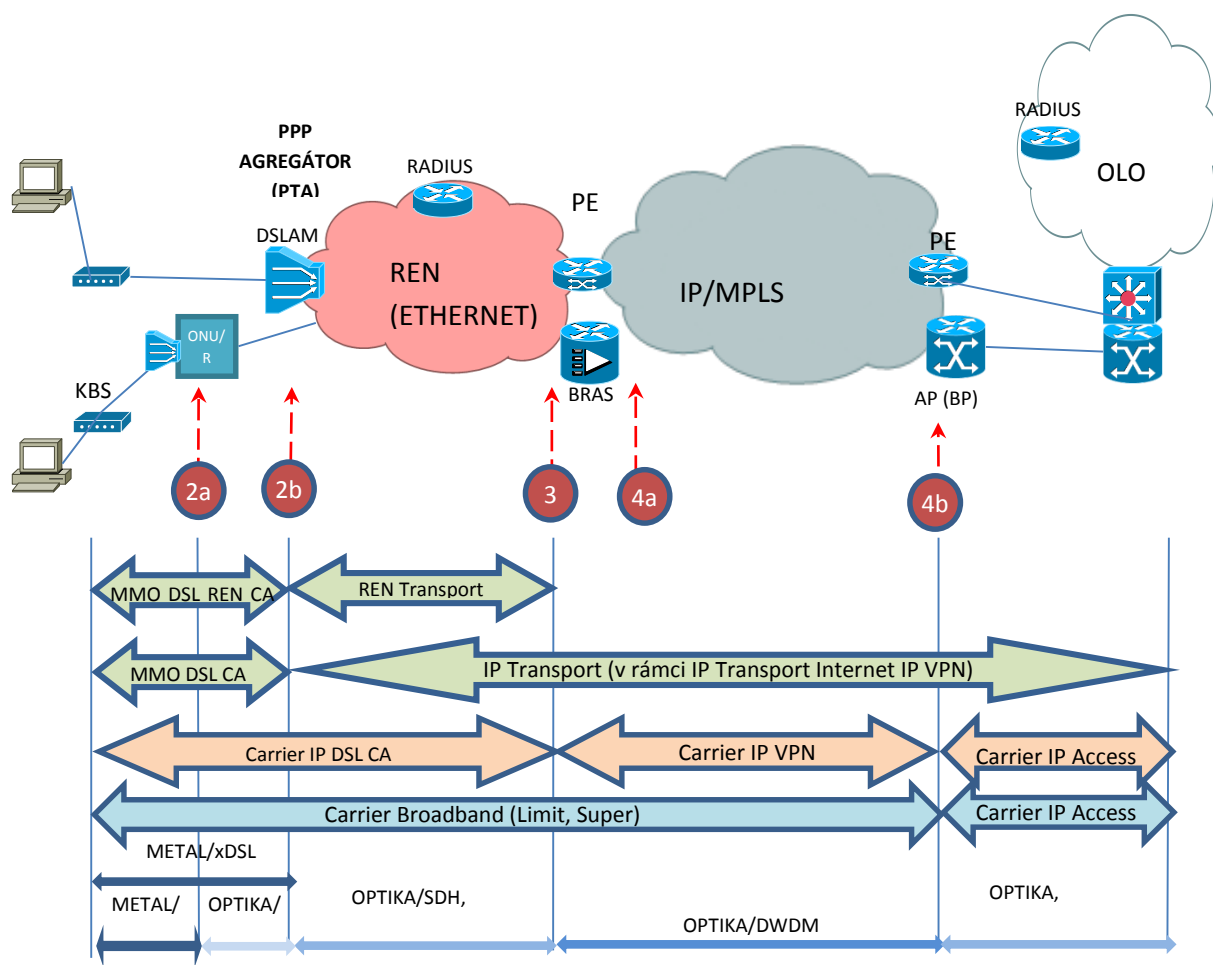 RADIUS
OLO
PPP
AGREGÁTOR
(PTA)
RADIUS
PE
DSLAM
PE
REN
(ETHERNET)
IP/MPLS
ONU/
R
KBS
BRAS
AP (BP)
2a
2b
3
4a
4b
MMO DSL REN CA
REN Transport
MMO DSL CA
IP Transport (v rámci IP Transport Internet IP VPN)
Carrier IP DSL CA
Carrier IP VPN
Carrier IP Access
Carrier Broadband (Limit, Super)
Carrier IP Access
METAL/xDSL
METAL/
OPTIKA/
OPTIKA/SDH,
OPTIKA/DWDM
OPTIKA,